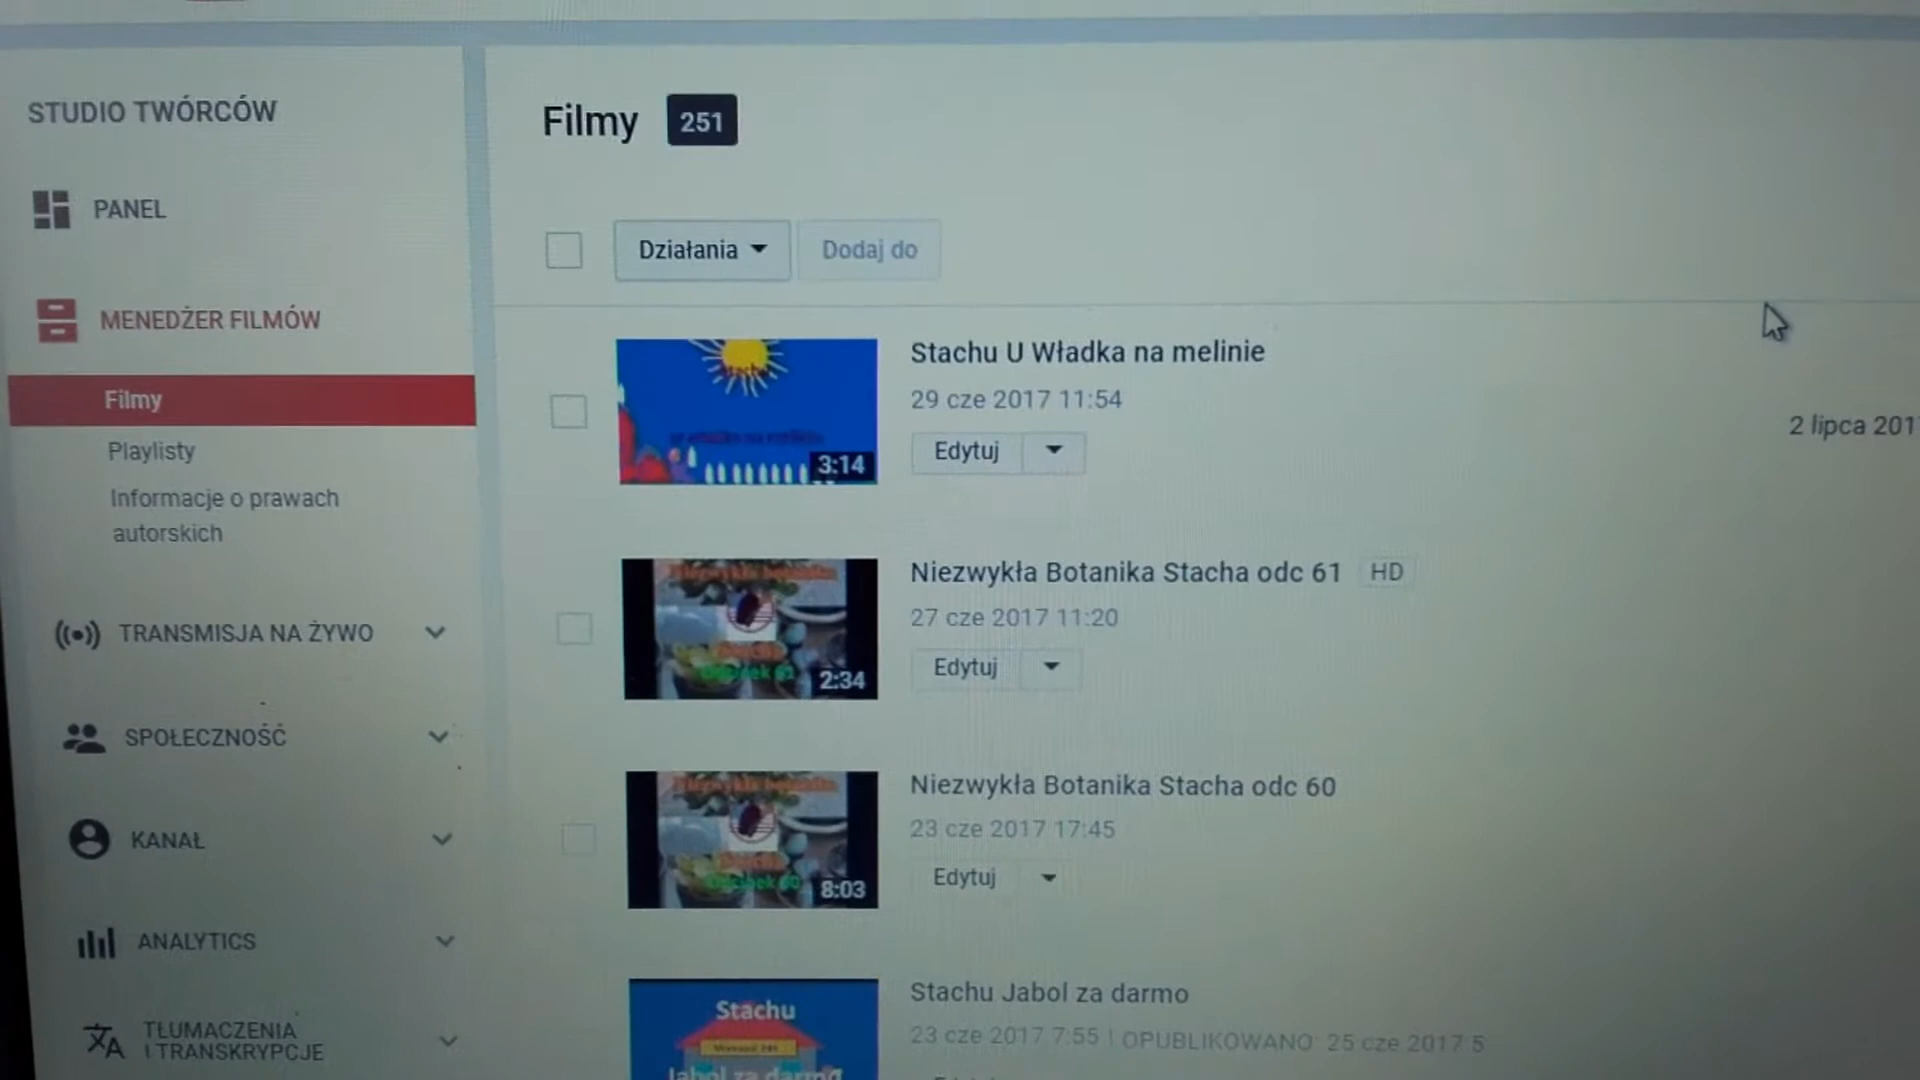 STUDIO TWÓRCÓW
PANEL
MENEDŻER FILMÓW
Filmy
Playlisty
Informacje o prawach
autorskich
TRANSMISJA NA ŻYWO
SPOŁECZNOŚĆ
KANAŁ
ANALYTICS
TŁUMACZENIA
I TRANSKRYPCJE
Filmy 251
Działania Dodaj do
Stachu U Władka na melinie
29 cze 2017 11:54
2 lipca 201
Edytuj
3:14
Niezwykła Botanika Stacha odc 61 HD
27 cze 2017 11:20
Edytuj
2:34
Niezwykła Botanika Stacha odc 60
23 cze 2017 17:45
Edytuj
8:03
Stachu Jabol za darmo
23 cze 2017 7:55 | OPUBLIKOWANO: 25 cze 2017 5
Stachu
Jabol za darmo